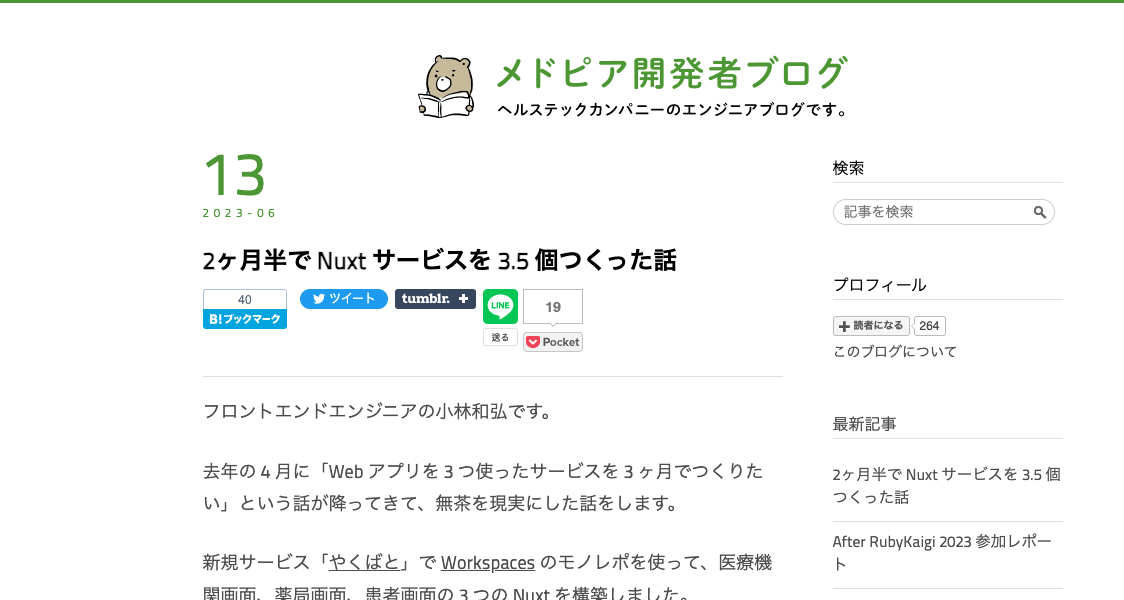 メドピア開発者ブログ
ヘルステックカンパニーのエンジニアブログです。
13
2023-06
2ヶ月半で Nuxt サービスを 3.5 個つくった話
40
B!ブックマーク
ツイート
tumblr. +
LINE
送る
19
Pocket
フロントエンドエンジニアの小林和弘です。
去年の 4 月に「Web アプリを 3 つ使ったサービスを 3 ヶ月でつくりた
い」という話が降ってきて、無茶を現実にした話をします。
新規サービス「やくばと」で Workspaces のモノレポを使って、医療機
関画面、薬局画面、患者画面の 3 つの Nuxt を構築しました。
検索
記事を検索
プロフィール
+ 読者になる 264
このブログについて
最新記事
2ヶ月半で Nuxt サービスを 3.5 個
つくった話
After RubyKaigi 2023 参加レポー
ト